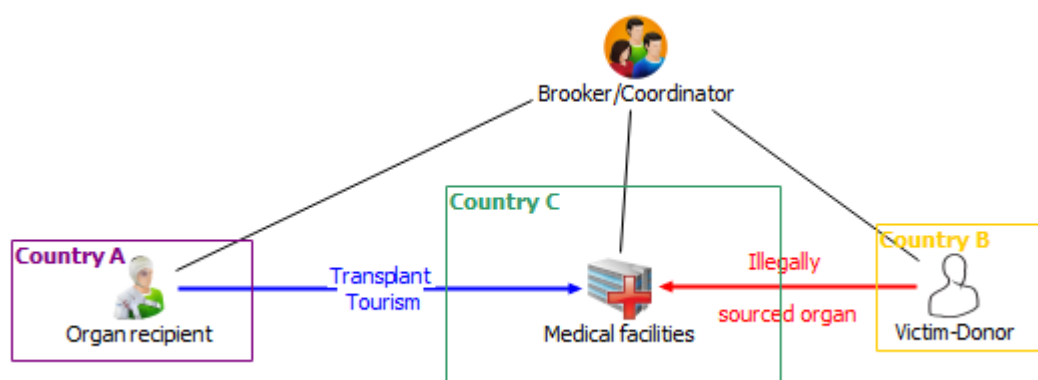 Brooker/Coordinator
Country C
Country A
Country B
Transplant
Tourism
Illegally
sourced organ
Organ recipient
Medical facilities
Victim-Donor